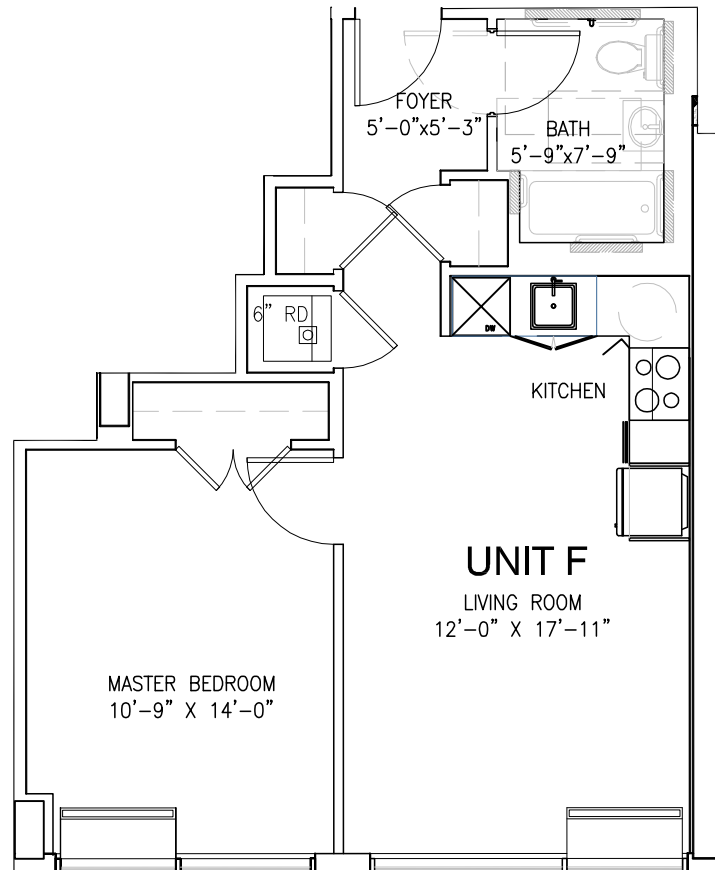 FOYER
5'-0"x5'-3"
BATH
5'-9"x7'-9"
6" RD
DW
KITCHEN
UNIT F
LIVING ROOM
12'-0" X 17'-11"
MASTER BEDROOM
10'-9" X 14'-0"